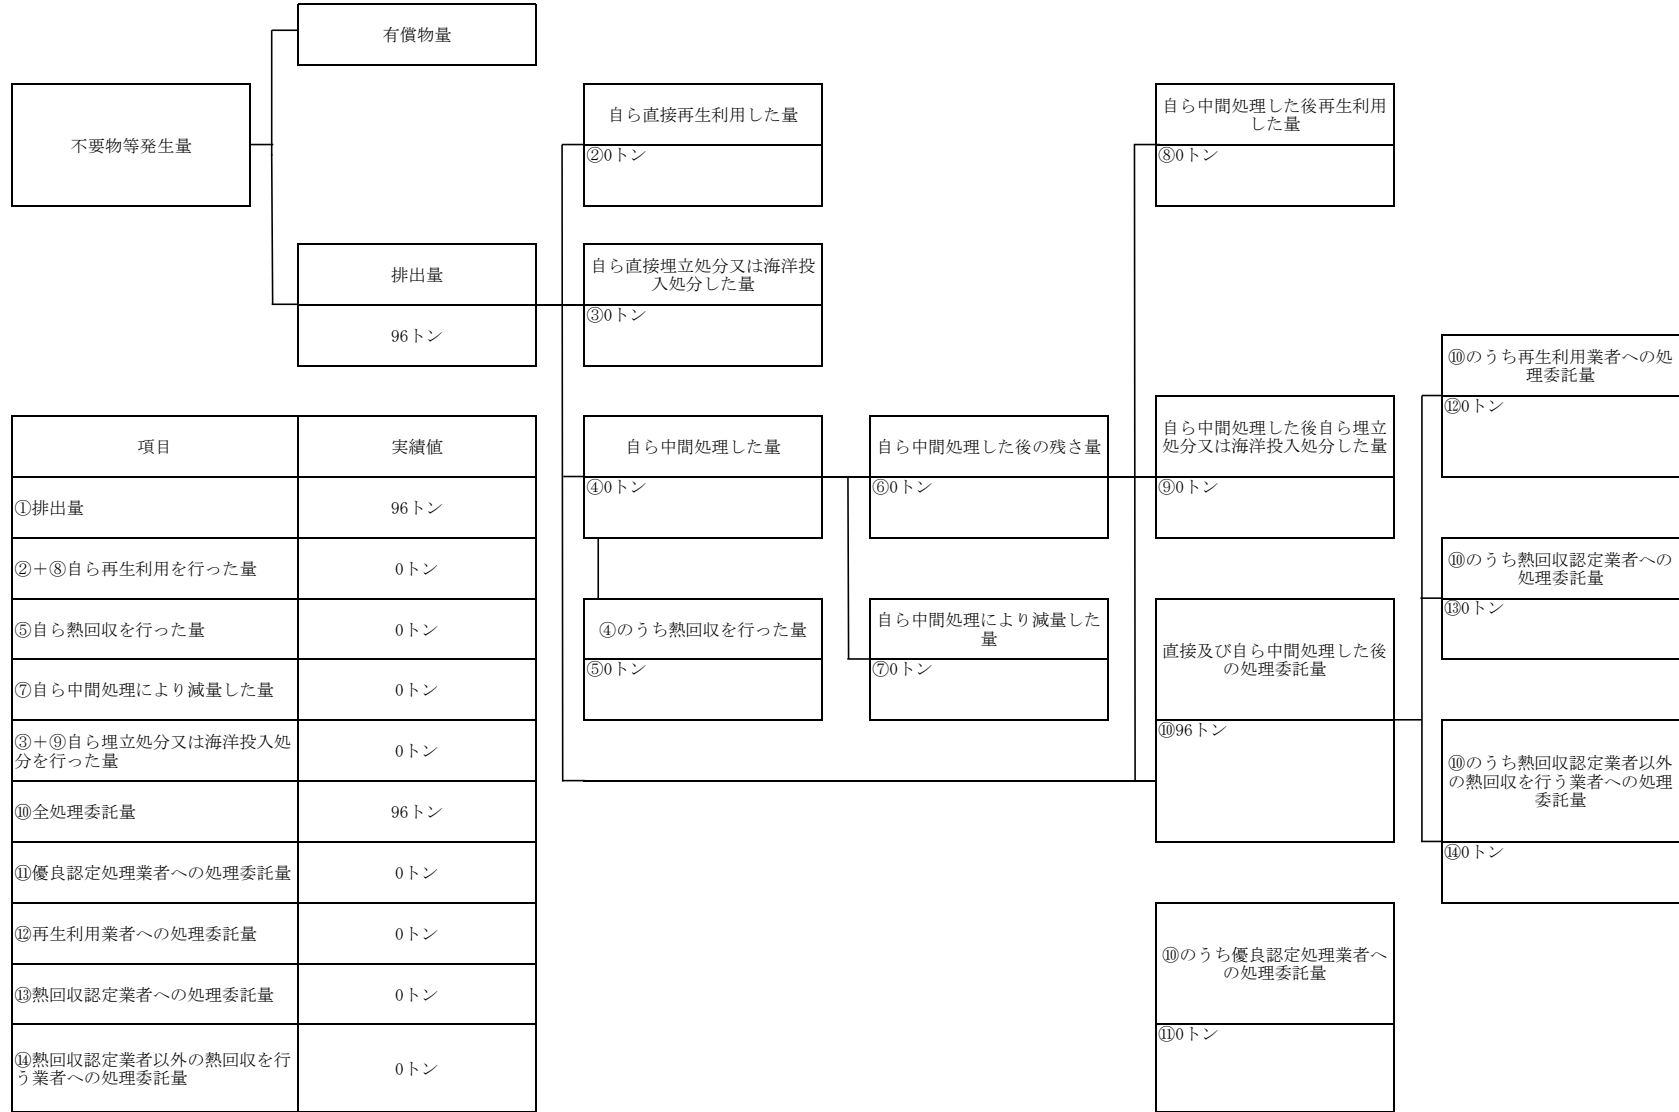 有償物量
不要物等発生量
自ら直接再生利用した量
②0トン
自ら中間処理した後再生利用
した量
⑧0トン
排出量
96トン
自ら直接埋立処分又は海洋投
入処分した量
③0トン
項目
実績値
①排出量
96トン
②+⑧自ら再生利用を行った量
0トン
⑤自ら熱回収を行った量
0トン
⑦自ら中間処理により減量した量
0トン
③+⑨自ら埋立処分又は海洋投入処
分を行った量
0トン
⑩全処理委託量
96トン
⑪優良認定処理業者への処理委託量
0トン
⑫再生利用業者への処理委託量
0トン
⑬熱回収認定業者への処理委託量
0トン
⑭熱回収認定業者以外の熱回収を行
う業者への処理委託量
0トン
自ら中間処理した量
④0トン
④のうち熱回収を行った量
⑤0トン
自ら中間処理した後の残さ量
⑥0トン
自ら中間処理により減量した
量
⑦0トン
自ら中間処理した後自ら埋立
処分又は海洋投入処分した量
⑨0トン
直接及び自ら中間処理した後
の処理委託量
⑩96トン
⑩のうち優良認定処理業者へ
の処理委託量
⑪0トン
⑩のうち再生利用業者への処
理委託量
⑫0トン
⑩のうち熱回収認定業者への
処理委託量
⑬0トン
⑩のうち熱回収認定業者以外
の熱回収を行う業者への処理
委託量
⑭0トン